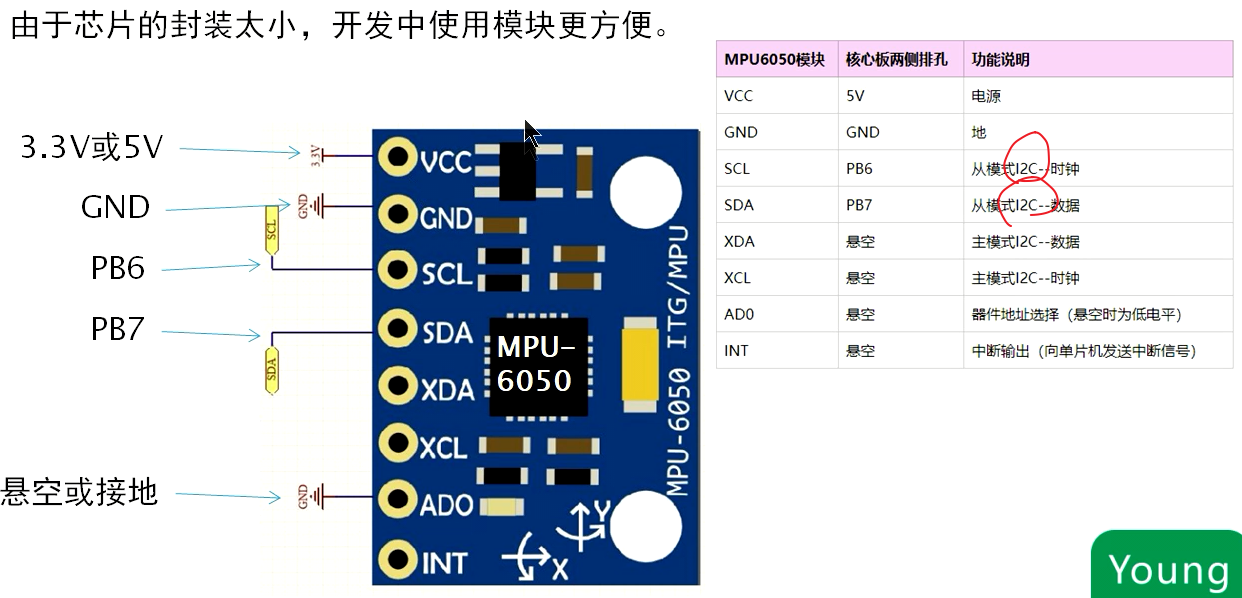 由于芯片的封装太小，开发中使用模块更方便。
3.3V或5V
GND
PB6
PB7
悬空或接地
3.3V
GND
SCL
SDA
GND
VCC
GND
SCL
SDA
XDA
XCL
ADO
INT
MPU-
6050
MPU-6050 ITG/MPU
Y
X
MPU6050模块 核心板两侧排孔 功能说明
VCC 5V 电源
GND GND 地
SCL PB6 从模式I2C--时钟
SDA PB7 从模式I2C--数据
XDA 悬空 主模式I2C--数据
XCL 悬空 主模式I2C--时钟
AD0 悬空 器件地址选择（悬空时为低电平）
INT 悬空 中断输出（向单片机发送中断信号）
Young